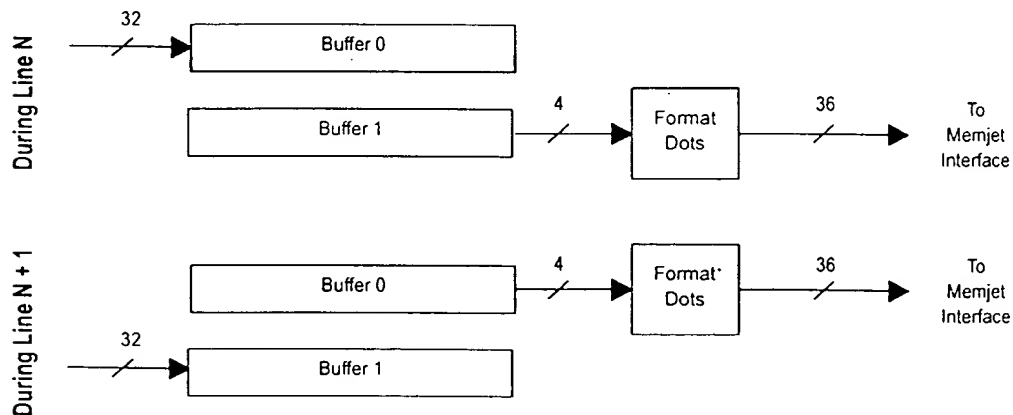 During Line N
32
Buffer 0
Buffer 1
4
Format
Dots
36
To
Memjet
Interface
During Line N + 1
Buffer 0
4
Format
Dots
36
To
Memjet
Interface
32
Buffer 1